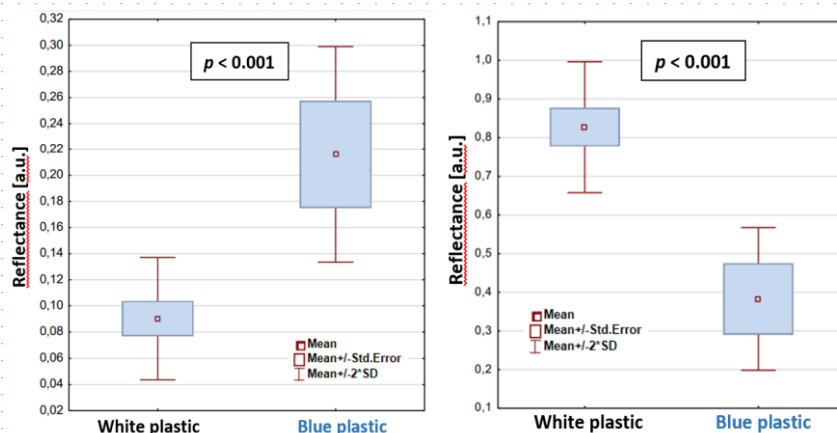 0,32
0,30
0,28
0,26
0,24
0,22
0,20
0,18
0,16
0,14
0,12
0,10
0,08
0,06
0,04
0,02
Reflectance [a.u.]
p < 0.001
Mean
Mean+/-Std.Error
Mean+/-2*SD
White plastic
Blue plastic
1,1
1,0
0,9
0,8
0,7
0,6
0,5
0,4
0,3
0,2
0,1
Reflectance [a.u.]
p < 0.001
Mean
Mean+/-Std.Error
Mean+/-2*SD
White plastic
Blue plastic